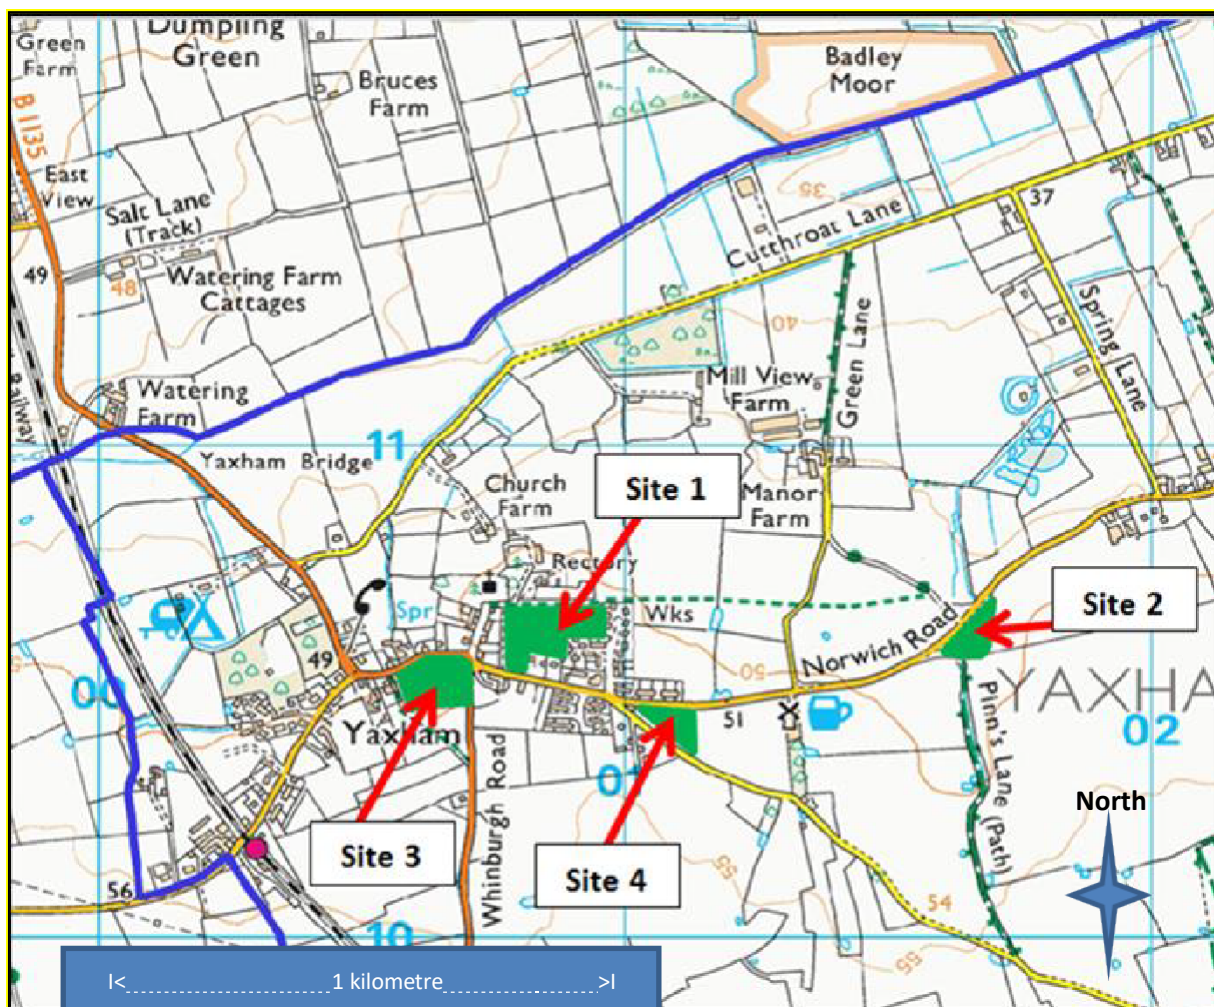 Dumpling
Green
Green
Farm
Bruces
Farm
Badley
Moor
B 1135
East
View
Salt Lane
(Track)
35
37
Cutthroat Lane
49
48
Watering Farm
Cattages
40
Spring Lane
Railway
Watering
Farm
Mill View
Farm
Green Lane
11
Yaxham Bridge
Church
Farm
Site 1
Manor
Farm
Rectory
Spr
Wks
Site 2
49
Norwich Road
50
00
51
YAXHA
02
Yaxham
01
Pinn's Lane (Path)
North
Whinburgh Road
Site 3
Site 4
56
55
54
55
10
I< 1 kilometre >I